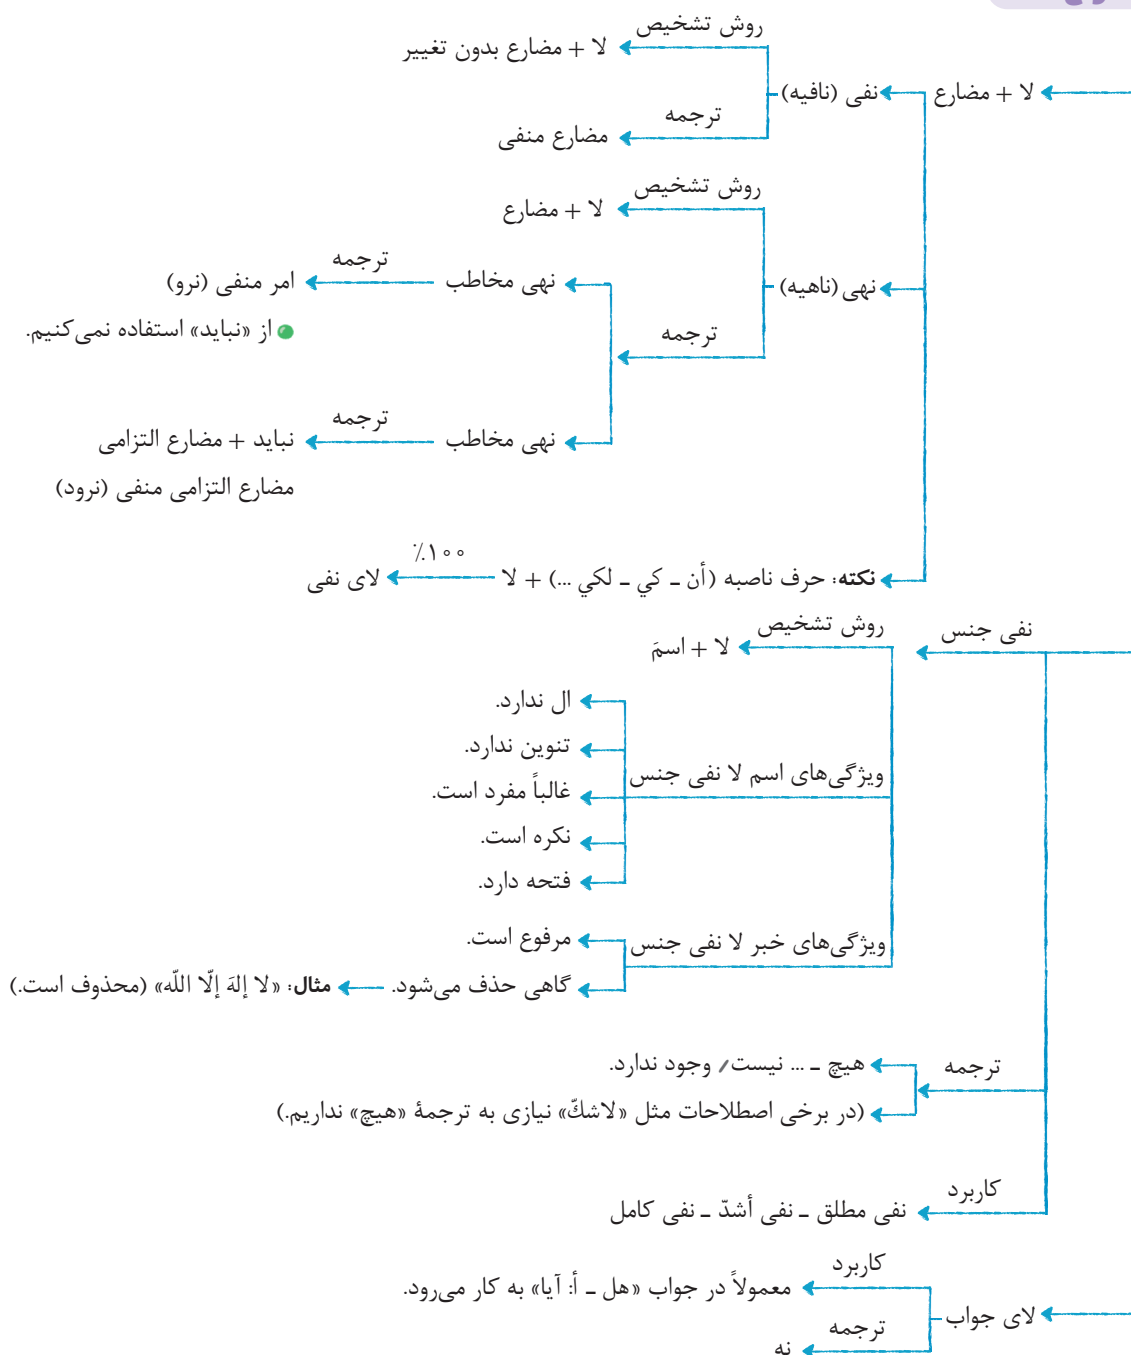 روش تشخیص
لا + مضارع بدون تغییر
لا + مضارع
نفی (نافیه)
ترجمه
مضارع منفی
روش تشخیص
لا + مضارع
نهی (ناهیه)
ترجمه
نهی مخاطب
ترجمه
امر منفی (نرو)
از «نباید» استفاده نمی‌کنیم.
نهی مخاطب
ترجمه
نباید + مضارع التزامی
مضارع التزامی منفی (نرود)
نکته: حرف ناصبه (أن ـ کي ـ لکي ...) + لا ٪۱۰۰ لای نفی
نفی جنس
روش تشخیص
لا + اسمَ
ویژگی‌های اسم لا نفی جنس
ال ندارد.
تنوین ندارد.
غالباً مفرد است.
نکره است.
فتحه دارد.
ویژگی‌های خبر لا نفی جنس
مرفوع است.
گاهی حذف می‌شود. مثال: «لا إلهَ إلّا اللّه» (محذوف است.)
ترجمه
هیچ ـ ... نیست/ وجود ندارد.
(در برخی اصطلاحات مثل «لاشكّ» نیازی به ترجمهٔ «هیچ» نداریم.)
کاربرد
نفی مطلق ـ نفی أشدّ ـ نفی کامل
لای جواب
کاربرد
معمولاً در جواب «هل ـ أ: آیا» به کار می‌رود.
ترجمه
نه